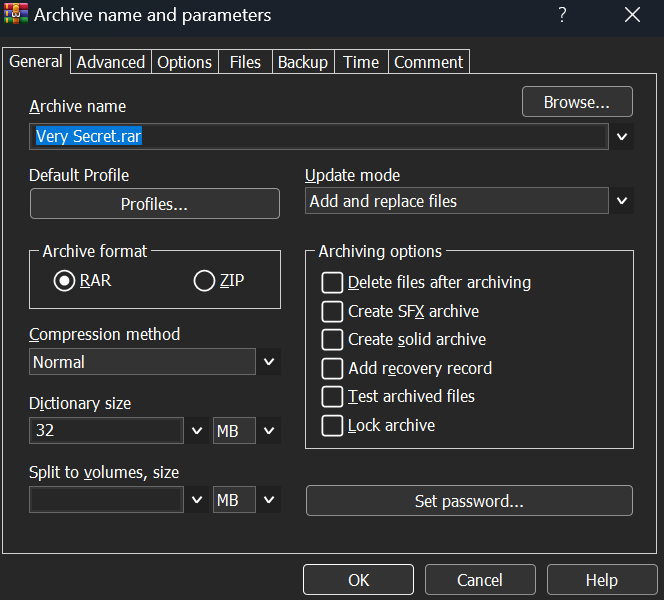 Archive name and parameters
?
General Advanced Options Files Backup Time Comment
Archive name
Browse...
Very Secret.rar
Default Profile
Profiles...
Update mode
Add and replace files
Archive format
RAR ZIP
Compression method
Normal
Dictionary size
32 MB
Split to volumes, size
MB
Archiving options
Delete files after archiving
Create SFX archive
Create solid archive
Add recovery record
Test archived files
Lock archive
Set password...
OK Cancel Help